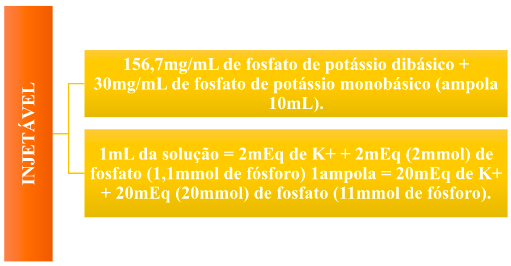 INJETÁVEL
156,7mg/mL de fosfato de potássio dibásico +
30mg/mL de fosfato de potássio monobásico (ampola
10mL).
1mL da solução = 2mEq de K+ + 2mEq (2mmol) de
fosfato (1,1mmol de fósforo) 1ampola = 20mEq de K+
+ 20mEq (20mmol) de fosfato (11mmol de fósforo).